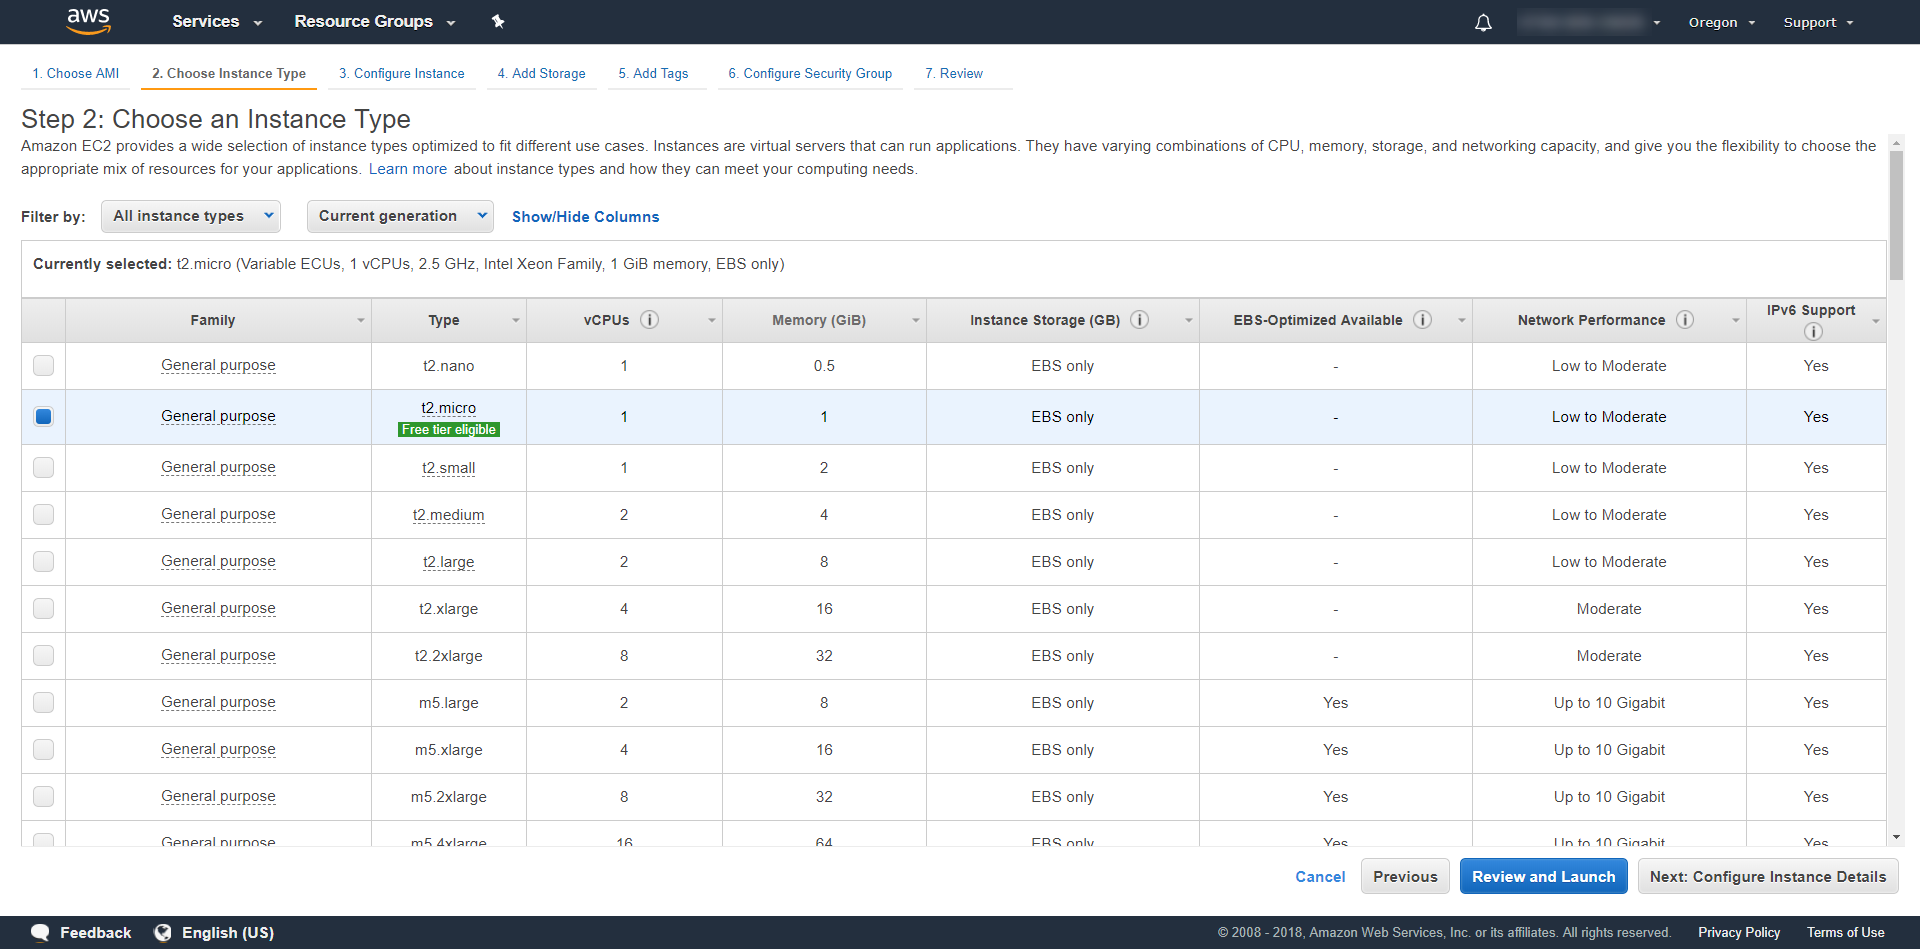 aws Services Resource Groups Oregon Support
1. Choose AMI 2. Choose Instance Type 3. Configure Instance 4. Add Storage 5. Add Tags 6. Configure Security Group 7. Review
Step 2: Choose an Instance Type
Amazon EC2 provides a wide selection of instance types optimized to fit different use cases. Instances are virtual servers that can run applications. They have varying combinations of CPU, memory, storage, and networking capacity, and give you the flexibility to choose the
appropriate mix of resources for your applications. Learn more about instance types and how they can meet your computing needs.
Filter by: All instance types Current generation Show/Hide Columns
Currently selected: t2.micro (Variable ECUs, 1 vCPUs, 2.5 GHz, Intel Xeon Family, 1 GiB memory, EBS only)
Family Type vCPUs Memory (GiB) Instance Storage (GB) EBS-Optimized Available Network Performance IPv6 Support
General purpose t2.nano 1 0.5 EBS only - Low to Moderate Yes
General purpose t2.micro 1 1 EBS only - Low to Moderate Yes
Free tier eligible
General purpose t2.small 1 2 EBS only - Low to Moderate Yes
General purpose t2.medium 2 4 EBS only - Low to Moderate Yes
General purpose t2.large 2 8 EBS only - Low to Moderate Yes
General purpose t2.xlarge 4 16 EBS only - Moderate Yes
General purpose t2.2xlarge 8 32 EBS only - Moderate Yes
General purpose m5.large 2 8 EBS only Yes Up to 10 Gigabit Yes
General purpose m5.xlarge 4 16 EBS only Yes Up to 10 Gigabit Yes
General purpose m5.2xlarge 8 32 EBS only Yes Up to 10 Gigabit Yes
General purpose m5.4xlarge 16 64 EBS only Yes Up to 10 Gigabit Yes
Cancel Previous Review and Launch Next: Configure Instance Details
Feedback English (US) © 2008 - 2018, Amazon Web Services, Inc. or its affiliates. All rights reserved. Privacy Policy Terms of Use